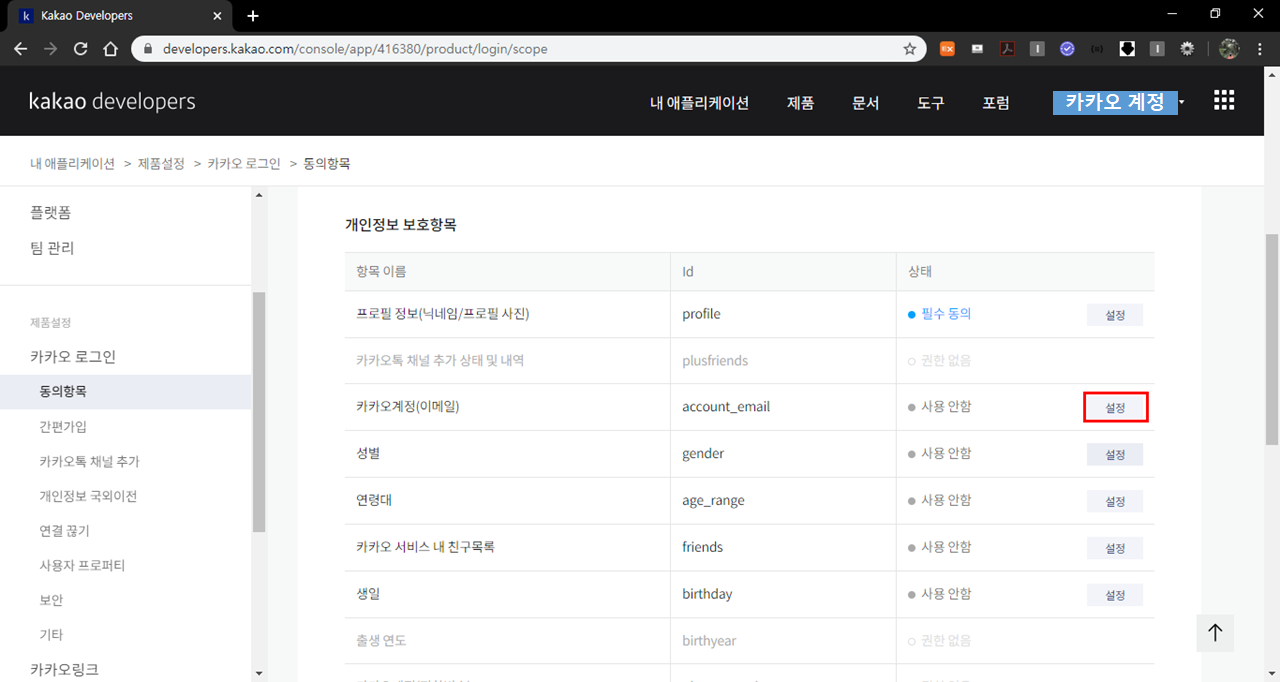 k Kakao Developers
developers.kakao.com/console/app/416380/product/login/scope
kakao developers
내 애플리케이션 제품 문서 도구 포럼 카카오 계정
내 애플리케이션 > 제품설정 > 카카오 로그인 > 동의항목
플랫폼
팀 관리
제품설정
카카오 로그인
동의항목
간편가입
카카오톡 채널 추가
개인정보 국외이전
연결 끊기
사용자 프로퍼티
보안
기타
카카오링크
개인정보 보호항목
항목 이름 Id 상태
프로필 정보(닉네임/프로필 사진) profile 필수 동의 설정
카카오톡 채널 추가 상태 및 내역 plusfriends 권한 없음
카카오계정(이메일) account_email 사용 안함 설정
성별 gender 사용 안함 설정
연령대 age_range 사용 안함 설정
카카오 서비스 내 친구목록 friends 사용 안함 설정
생일 birthday 사용 안함 설정
출생 연도 birthyear 권한 없음